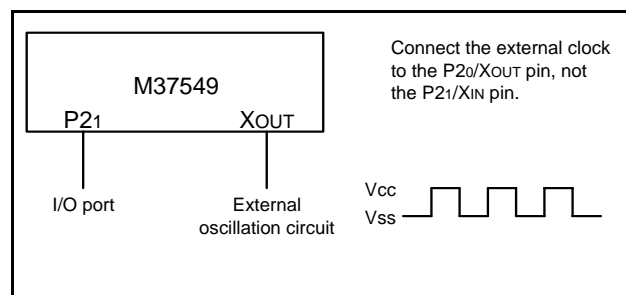 M37549
P21
XOUT
I/O port
External
oscillation circuit
Connect the external clock
to the P20/XOUT pin, not
the P21/XIN pin.
Vcc
Vss